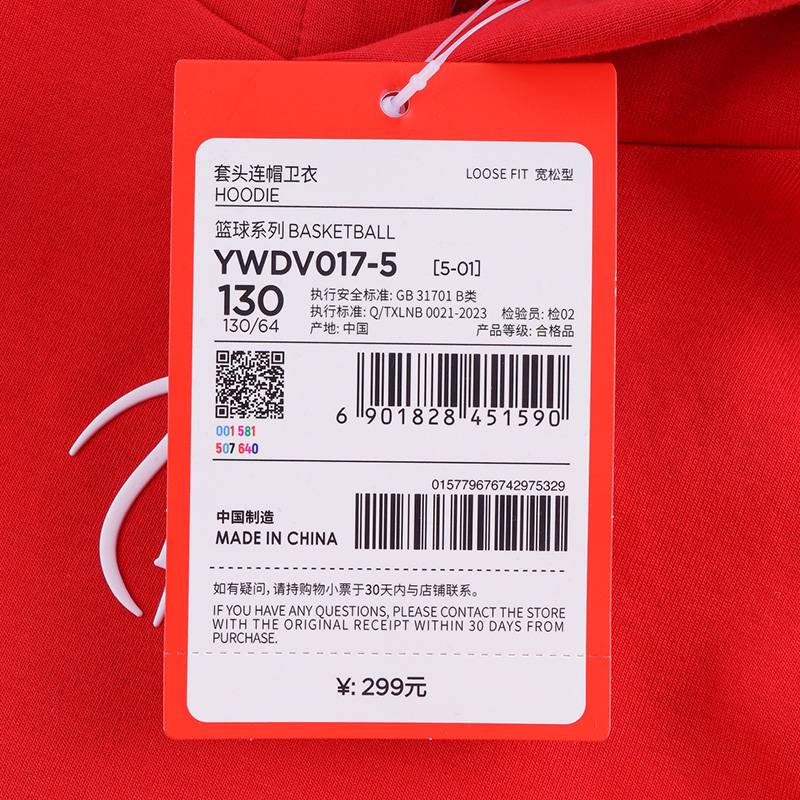 套头连帽卫衣
HOODIE
LOOSE FIT 宽松型
篮球系列 BASKETBALL
YWDV017-5 [5-01]
130
130/64
执行安全标准: GB 31701 B类
执行标准: Q/TXLNB 0021-2023 检验员: 检02
产地: 中国 产品等级: 合格品
001 581
507 640
6 901828 451590
015779676742975329
中国制造
MADE IN CHINA
如有疑问，请持购物小票于30天内与店铺联系。
IF YOU HAVE ANY QUESTIONS, PLEASE CONTACT THE STORE
WITH THE ORIGINAL RECEIPT WITHIN 30 DAYS FROM
PURCHASE.
¥: 299元